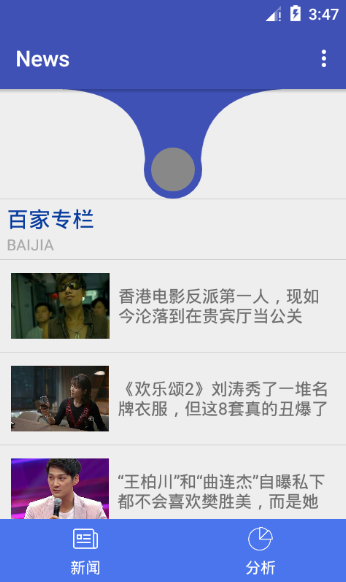 3:47
News
百家专栏
BAIJIA
香港电影反派第一人，现如
今沦落到在贵宾厅当公关
《欢乐颂2》刘涛秀了一堆名
牌衣服，但这8套真的丑爆了
“王柏川”和“曲连杰”自曝私下
都不会喜欢樊胜美，而是她
新闻
分析